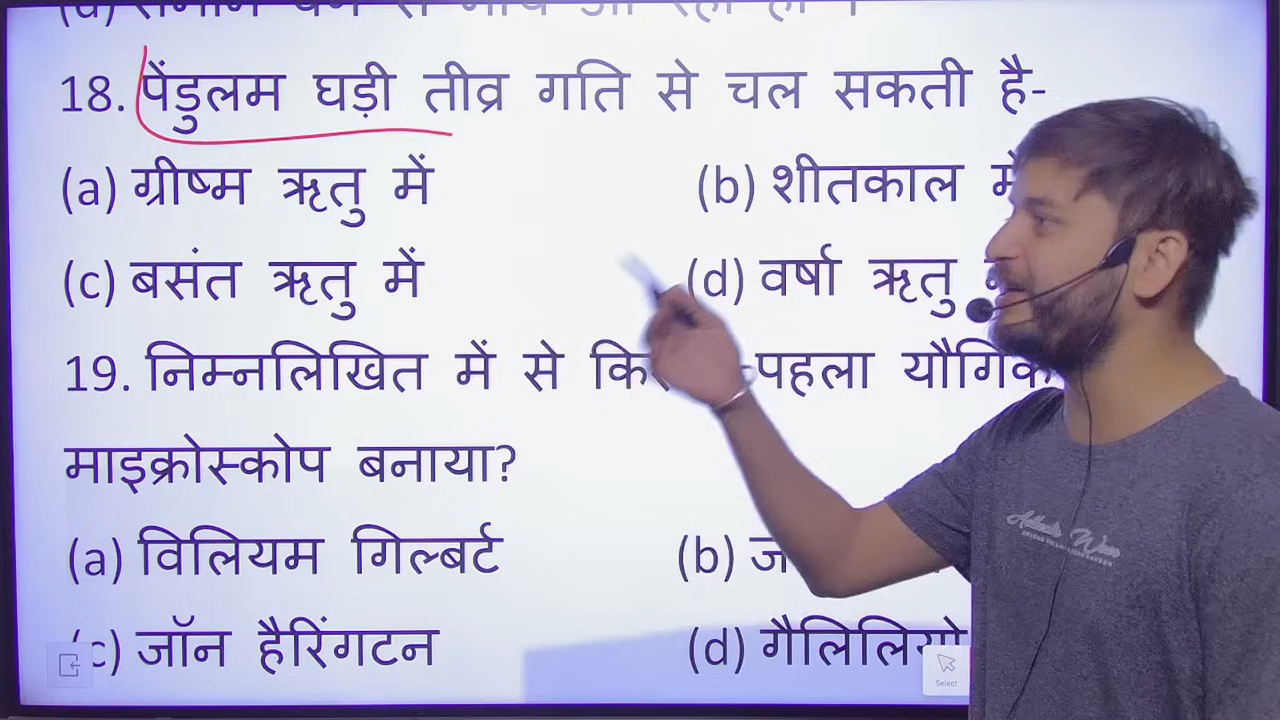 18. पेंडुलम घड़ी तीव्र गति से चल सकती है-
(a) ग्रीष्म ऋतु में
(b) शीतकाल में
(c) बसंत ऋतु में
(d) वर्षा ऋतु
19. निम्नलिखित में से पहला यौगिक
माइक्रोस्कोप बनाया?
(a) विलियम गिल्बर्ट
(b)
(c) जॉन हैरिंगटन
(d) गैलिलियो
Select